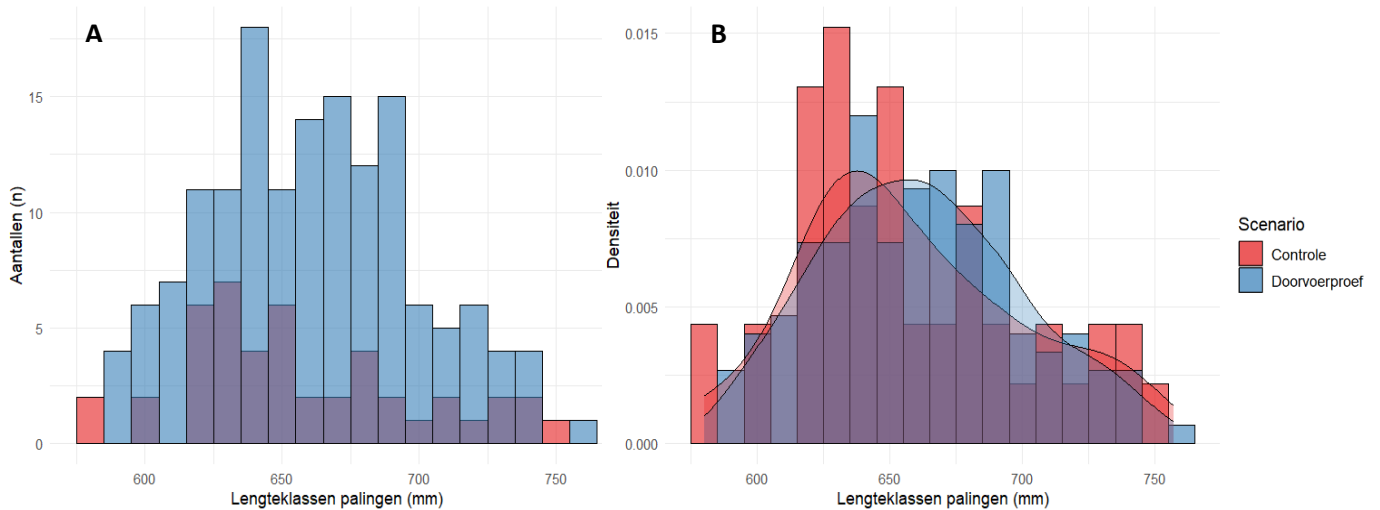 A
Aantallen (n)
15
10
5
0
600
650
700
750
Lengteklassen palingen (mm)
B
Densiteit
0.015
0.010
0.005
0.000
600
650
700
750
Lengteklassen palingen (mm)
Scenario
Controle
Doorvoerproef